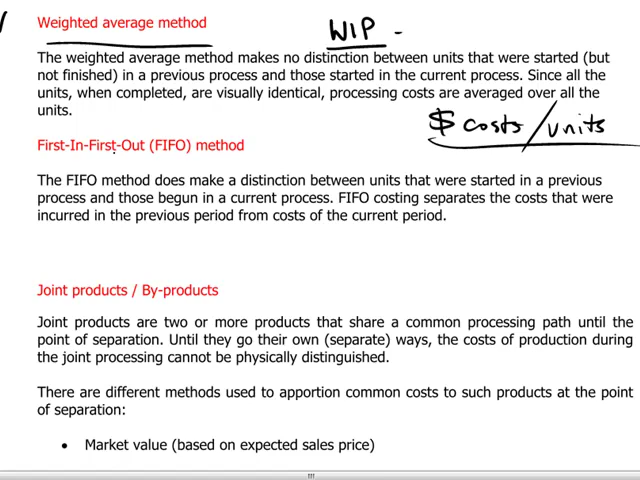 Weighted average method
WIP -
The weighted average method makes no distinction between units that were started (but
not finished) in a previous process and those started in the current process. Since all the
units, when completed, are visually identical, processing costs are averaged over all the
units.
$ costs/units
First-In-First-Out (FIFO) method
The FIFO method does make a distinction between units that were started in a previous
process and those begun in a current process. FIFO costing separates the costs that were
incurred in the previous period from costs of the current period.
Joint products / By-products
Joint products are two or more products that share a common processing path until the
point of separation. Until they go their own (separate) ways, the costs of production during
the joint processing cannot be physically distinguished.
There are different methods used to apportion common costs to such products at the point
of separation:
• Market value (based on expected sales price)